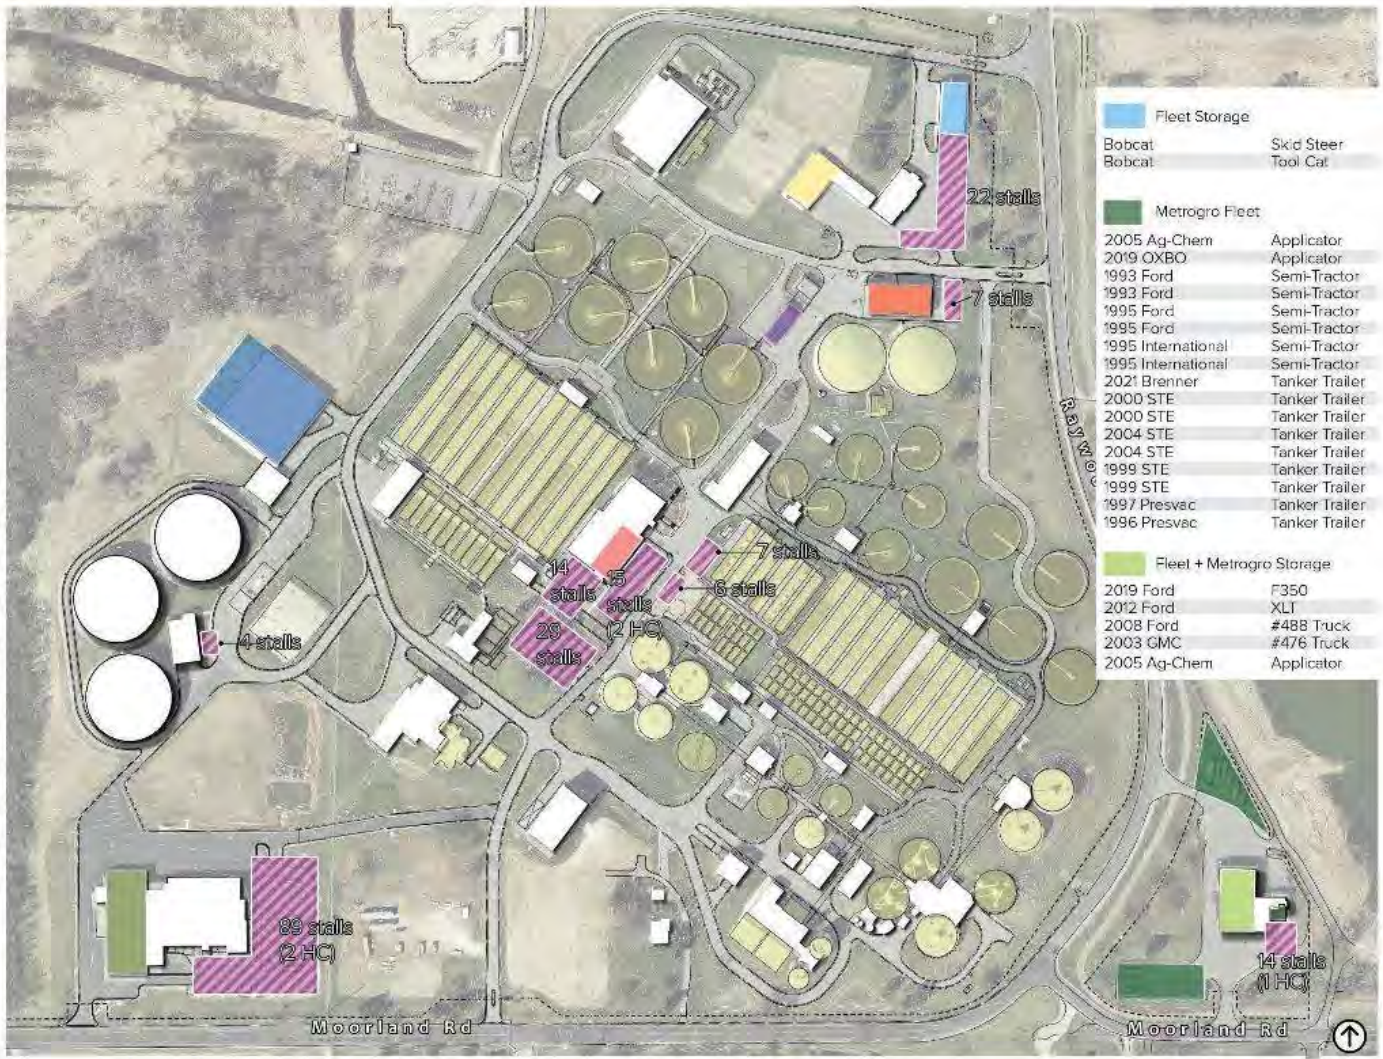 Fleet Storage
Bobcat Skid Steer
Bobcat Tool Cat
Metrogro Fleet
2005 Ag-Chem Applicator
2019 OXBO Applicator
1993 Ford Semi-Tractor
1993 Ford Semi-Tractor
1995 Ford Semi-Tractor
1995 Ford Semi-Tractor
1995 International Semi-Tractor
1995 International Semi-Tractor
2021 Brenner Tanker Trailer
2000 STE Tanker Trailer
2000 STE Tanker Trailer
2004 STE Tanker Trailer
2004 STE Tanker Trailer
1999 STE Tanker Trailer
1999 STE Tanker Trailer
1997 Presvac Tanker Trailer
1996 Presvac Tanker Trailer
Fleet + Metrogro Storage
2019 Ford F350
2012 Ford XLT
2008 Ford #488 Truck
2003 GMC #476 Truck
2005 Ag-Chem Applicator
22 stalls
7 stalls
Raywo
7 stalls
6 stalls
14
stalls
15
stalls
(2 HC)
29
stalls
4 stalls
89 stalls
(2 HC)
14 stalls
(1 HC)
Moorland Rd
Moorland Rd